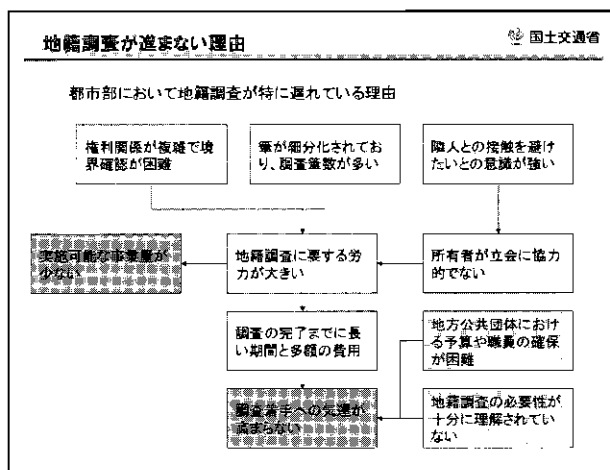 地籍調査が進まない理由
国土交通省
都市部において地籍調査が特に遅れている理由
権利関係が複雑で境
界確認が困難
筆が細分化されてお
り、調査筆数が多い
隣人との接触を避け
たいとの意識が強い
実施可能な事業量が
少ない
地籍調査に要する労
力が大きい
所有者が立会に協力
的でない
調査の完了までに長
い期間と多額の費用
地方公共団体におけ
る予算や職員の確保
が困難
調査着手への気運が
高まらない
地籍調査の必要性が
十分に理解されてい
ない